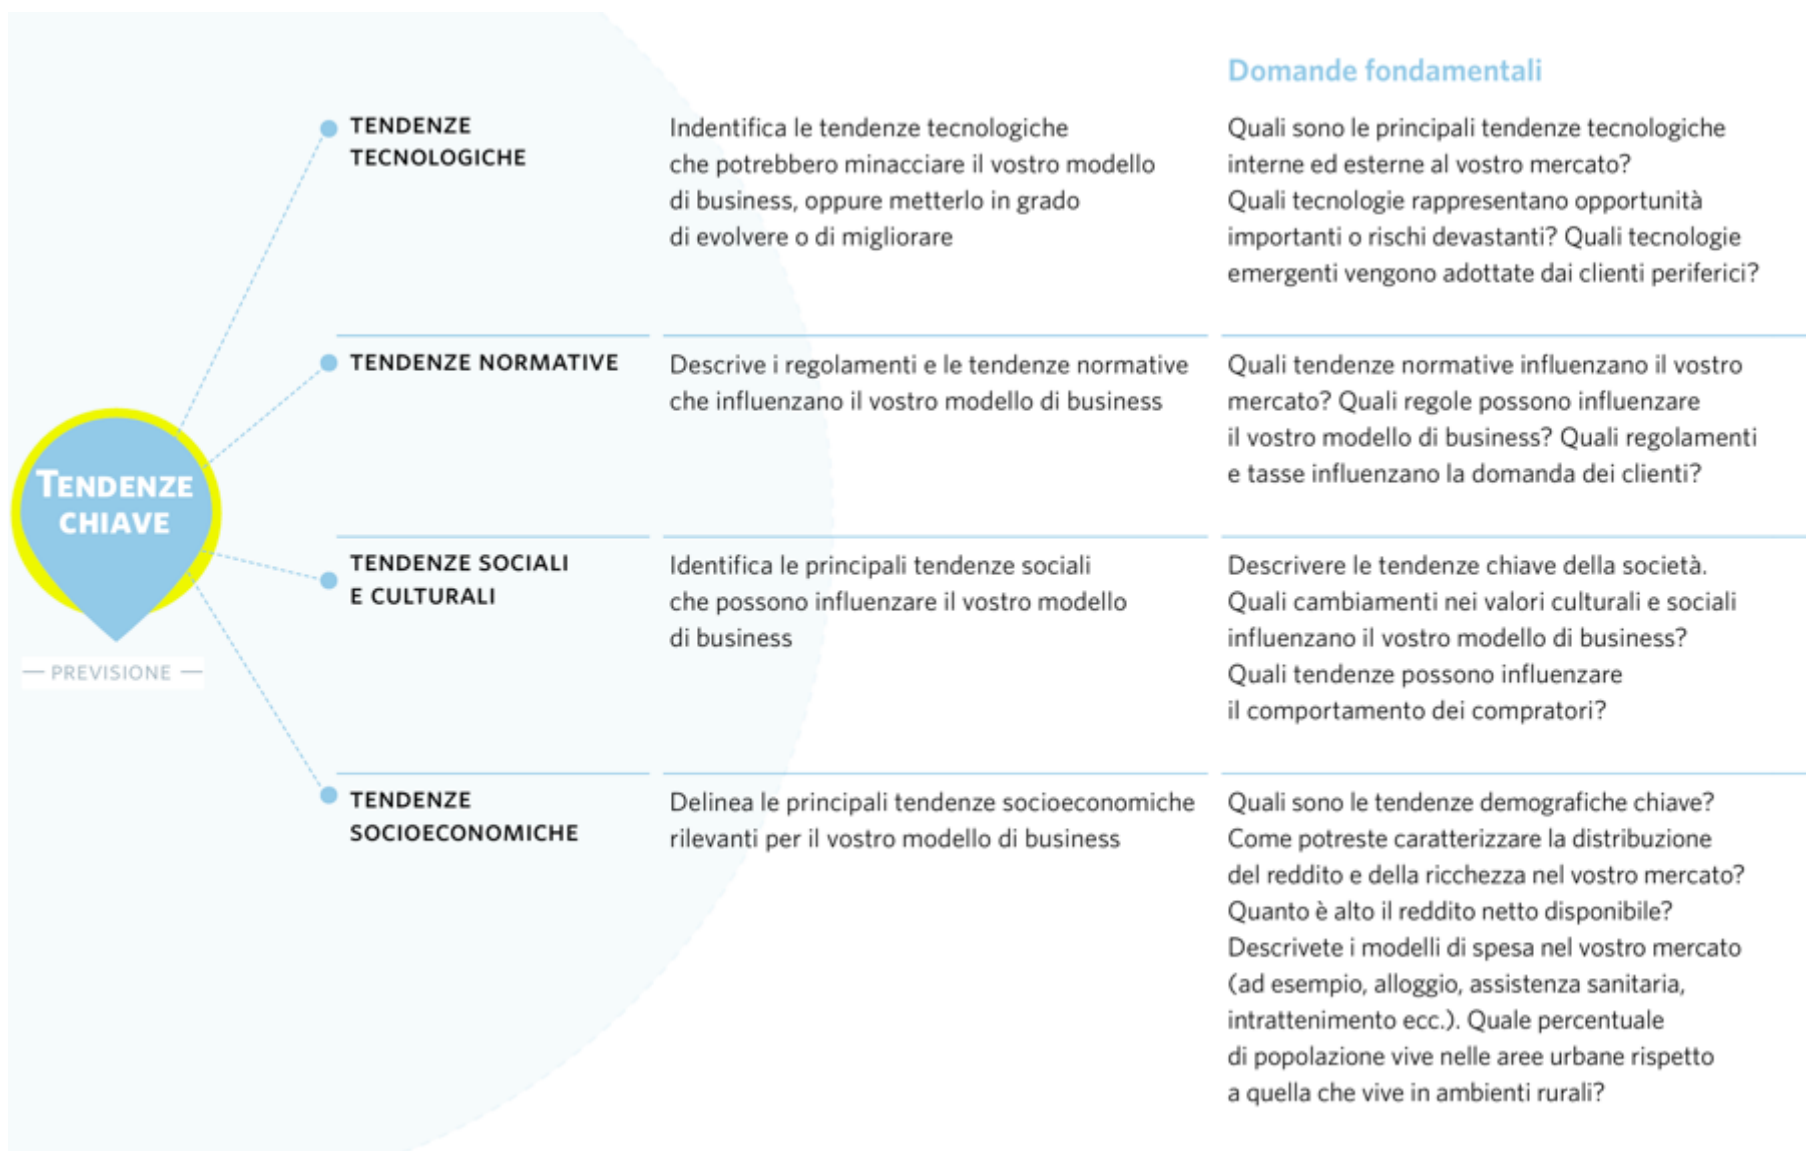 Domande fondamentali
TENDENZE
TECNOLOGICHE
Indentifica le tendenze tecnologiche
che potrebbero minacciare il vostro modello
di business, oppure metterlo in grado
di evolvere o di migliorare
Quali sono le principali tendenze tecnologiche
interne ed esterne al vostro mercato?
Quali tecnologie rappresentano opportunità
importanti o rischi devastanti? Quali tecnologie
emergenti vengono adottate dai clienti periferici?
TENDENZE NORMATIVE
Descrive i regolamenti e le tendenze normative
che influenzano il vostro modello di business
Quali tendenze normative influenzano il vostro
mercato? Quali regole possono influenzare
il vostro modello di business? Quali regolamenti
e tasse influenzano la domanda dei clienti?
TENDENZE
CHIAVE
— PREVISIONE —
TENDENZE SOCIALI
E CULTURALI
Identifica le principali tendenze sociali
che possono influenzare il vostro modello
di business
Descrivere le tendenze chiave della società.
Quali cambiamenti nei valori culturali e sociali
influenzano il vostro modello di business?
Quali tendenze possono influenzare
il comportamento dei compratori?
TENDENZE
SOCIOECONOMICHE
Delinea le principali tendenze socioeconomiche
rilevanti per il vostro modello di business
Quali sono le tendenze demografiche chiave?
Come potreste caratterizzare la distribuzione
del reddito e della ricchezza nel vostro mercato?
Quanto è alto il reddito netto disponibile?
Descrivete i modelli di spesa nel vostro mercato
(ad esempio, alloggio, assistenza sanitaria,
intrattenimento ecc.). Quale percentuale
di popolazione vive nelle aree urbane rispetto
a quella che vive in ambienti rurali?